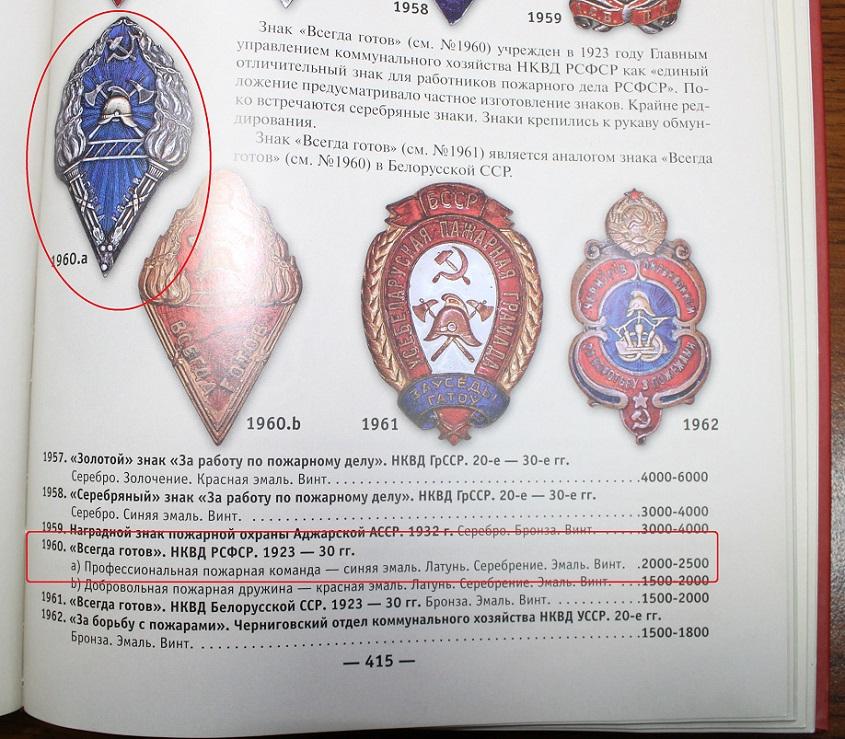 1958
1959
Знак «Всегда готов» (см. №1960) учрежден в 1923 году Главным
управлением коммунального хозяйства НКВД РСФСР как «единый
отличительный знак для работников пожарного дела РСФСР». По-
ложение предусматривало частное изготовление знаков. Крайне ред-
ко встречаются серебряные знаки. Знаки крепились к рукаву обмун-
дирования.
Знак «Всегда готов» (см. №1961) является аналогом знака «Всегда
готов» (см. №1960) в Белорусской ССР.
1960.a
ВСЕГДА ГОТОВ
1960.b
БССР
УСЕБЕЛАРУСКАЯ ПАЖАРНАЯ ГРАМАДА
ЗАУСЕДЫ
ГАТОУ
1961
1962
1957. «Золотой» знак «За работу по пожарному делу». НКВД ГрССР. 20-е — 30-е гг.
Серебро. Золочение. Красная эмаль. Винт. . . . . . . . . . . . . . . . . . . . . . . . . . . . . . . . . . . . .4000-6000
1958. «Серебряный» знак «За работу по пожарному делу». НКВД ГрССР. 20-е — 30-е гг.
Серебро. Синяя эмаль. Винт. . . . . . . . . . . . . . . . . . . . . . . . . . . . . . . . . . . . . . . . . . . . . .3000-4000
1959. Наградной знак пожарной охраны Аджарской АССР. 1932 г. Серебро. Бронза. Винт. . . . . .3000-4000
1960. «Всегда готов». НКВД РСФСР. 1923 — 30 гг.
a) Профессиональная пожарная команда — синяя эмаль. Латунь. Серебрение. Эмаль. Винт. .2000-2500
b) Добровольная пожарная дружина — красная эмаль. Латунь. Серебрение. Эмаль. Винт. . . .1500-2000
1961. «Всегда готов». НКВД Белорусской ССР. 1923 — 30 гг. Бронза. Эмаль. Винт. . . . . . . . . . . .1500-2000
1962. «За борьбу с пожарами». Черниговский отдел коммунального хозяйства НКВД УССР. 20-е гг.
Бронза. Эмаль. Винт. . . . . . . . . . . . . . . . . . . . . . . . . . . . . . . . . . . . . . . . . . . . . . . . . . . .1500-1800
— 415 —